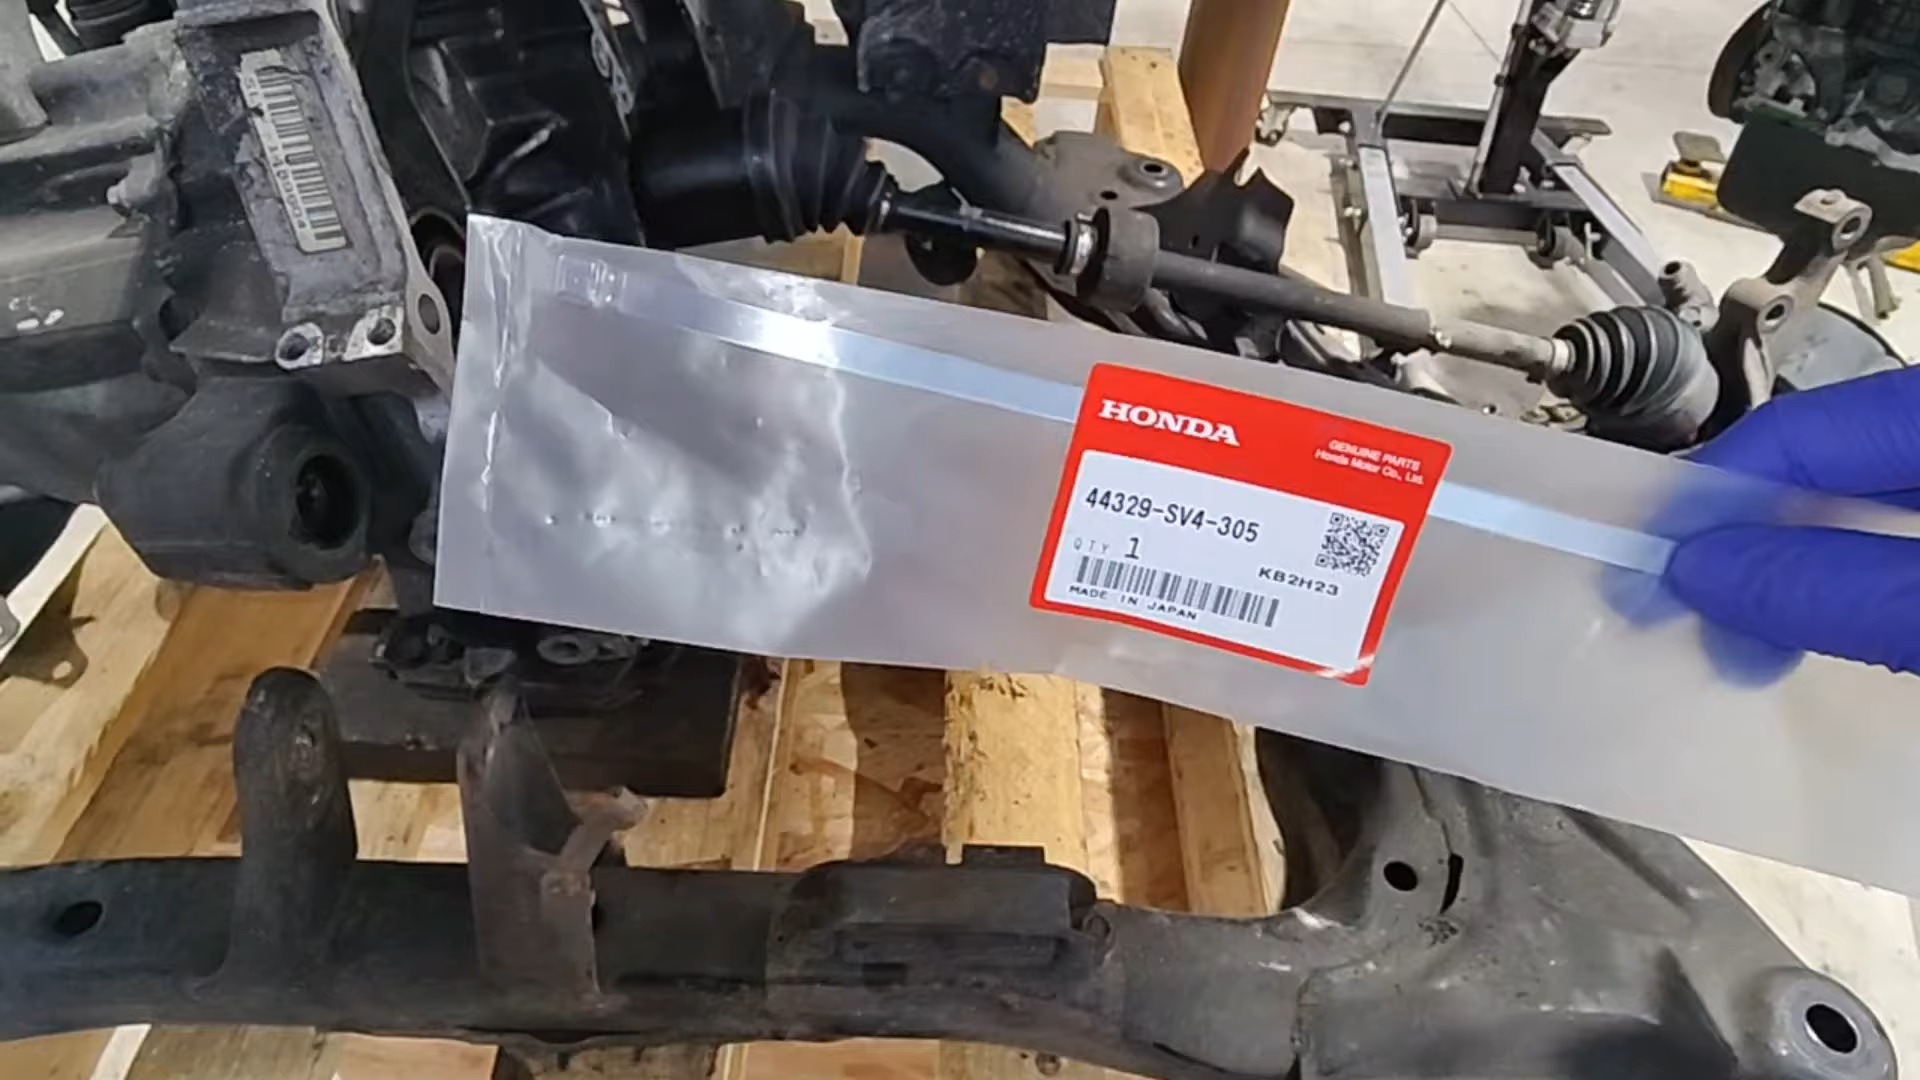 HONDA
GENUINE PARTS
Honda Motor Co., Ltd.
44329-SV4-305
QTY 1
KB2H23
MADE IN JAPAN